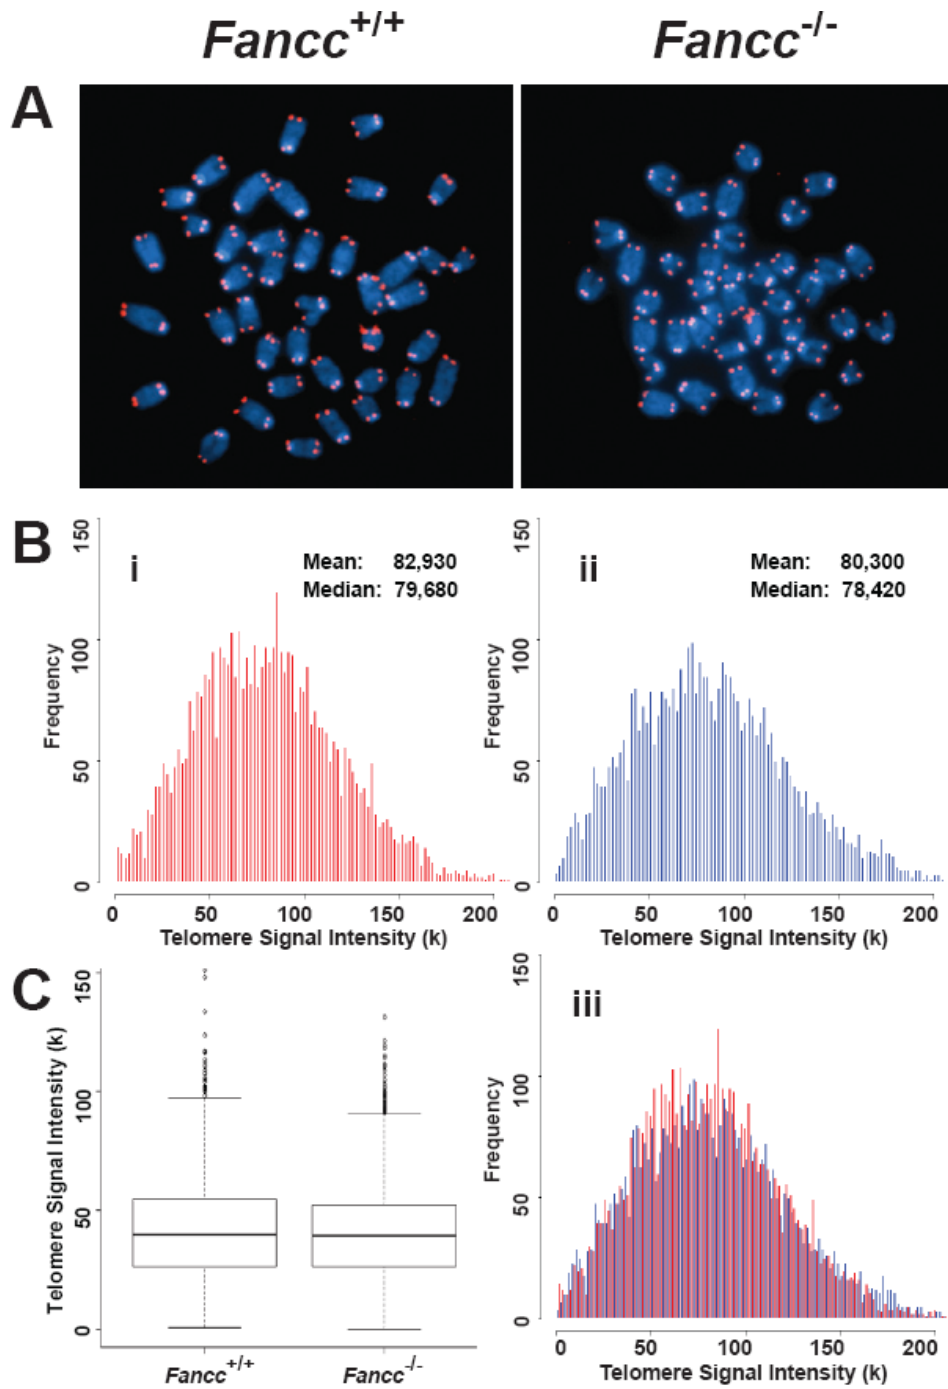 Fancc+/+ Fancc-/-
A
B
i
Mean: 82,930
Median: 79,680
Frequency
0 50 100 150
0 50 100 150 200
Telomere Signal Intensity (k)
ii
Mean: 80,300
Median: 78,420
Frequency
0 50 100 150
0 50 100 150 200
Telomere Signal Intensity (k)
C
Telomere Signal Intensity (k)
0 50 100 150
Fancc+/+ Fancc-/-
iii
Frequency
0 50 100 150
0 50 100 150 200
Telomere Signal Intensity (k)